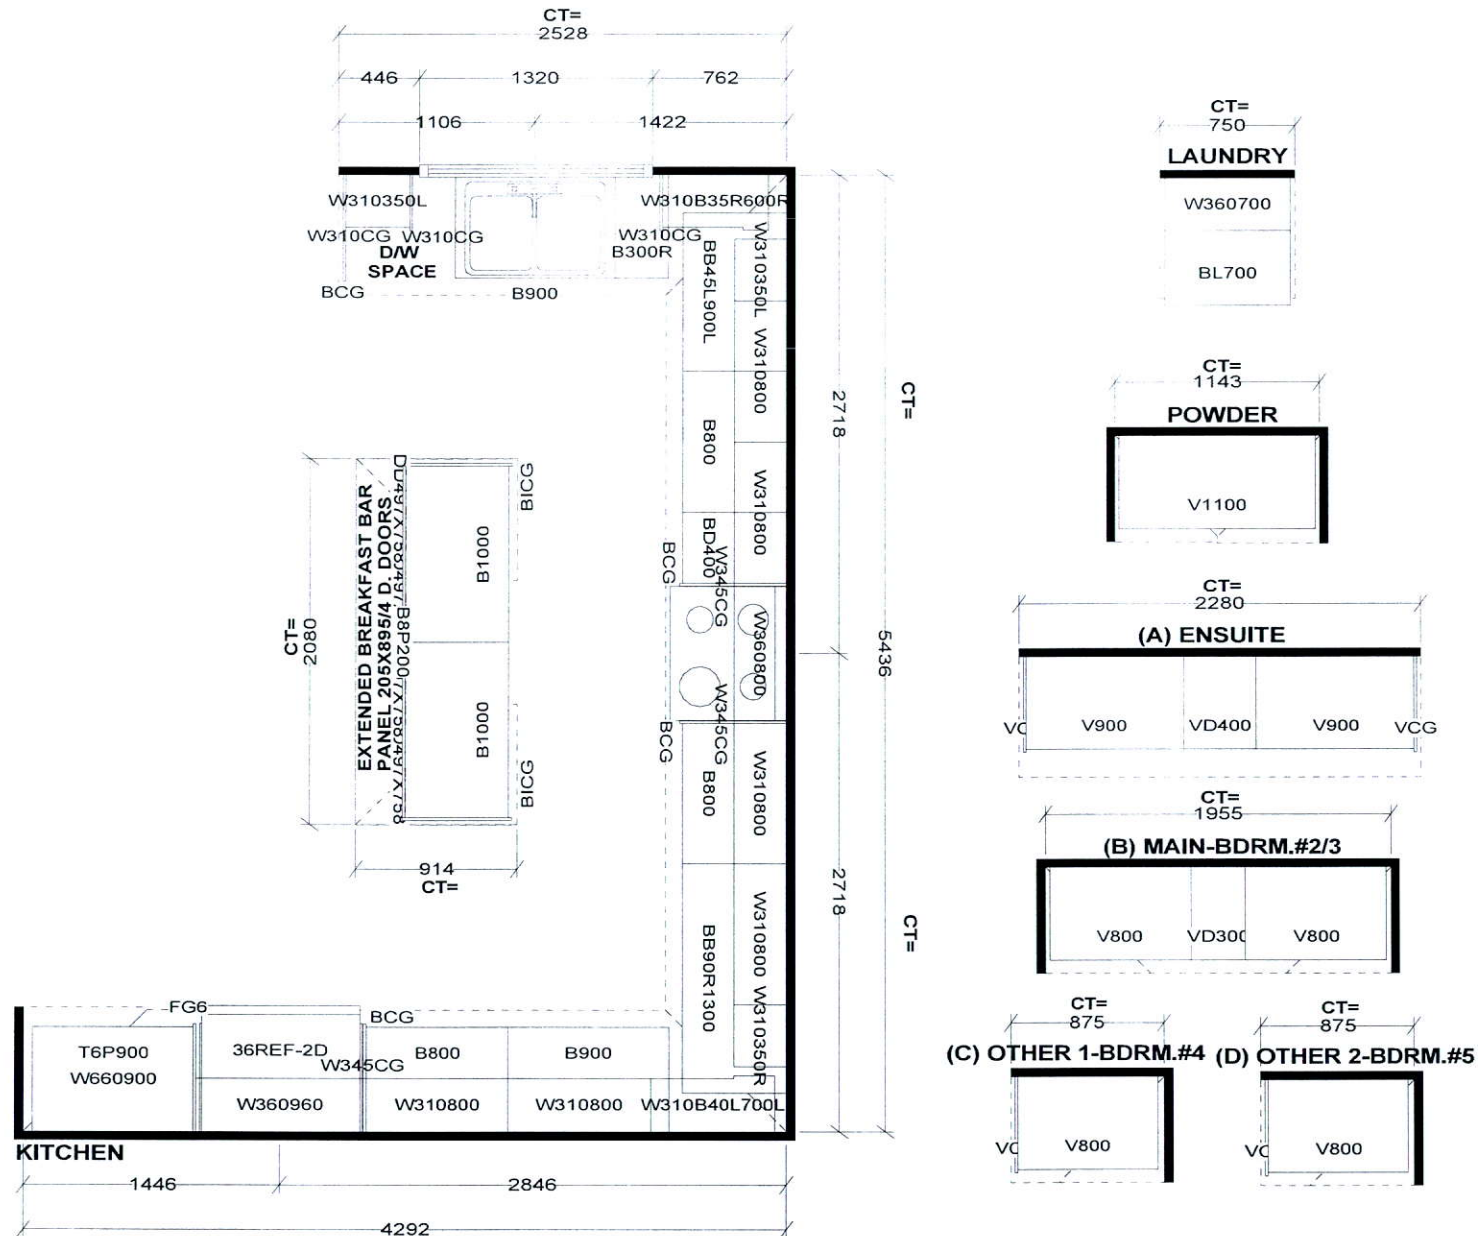 CT=
2528
446
1320
762
1106
1422
W310350L
W310CG
W310CG
D/W
SPACE
BCG
B900
W310B35R600R
W310CG
B300R
BB45L900L
W310350L
W310800
B800
W310800
BD400
W345CG
BCG
W360800
W345CG
BCG
B800
W310800
BB90R1300
W310800
W310350R
2718
CT=
5436
2718
CT=
EXTENDED BREAKFAST BAR
PANEL 205X895/4 D. DOORS
B8P200
B1000
B1000
BICG
BICG
CT=
2080
914
CT=
FG6
BCG
T6P900
W660900
36REF-2D
W345CG
B800
B900
W360960
W310800
W310800
W310B40L700L
KITCHEN
1446
2846
4292
CT=
750
LAUNDRY
W360700
BL700
CT=
1143
POWDER
V1100
CT=
2280
(A) ENSUITE
V900
VD400
V900
VCG
CT=
1955
(B) MAIN-BDRM.#2/3
V800
VD300
V800
CT=
875
(C) OTHER 1-BDRM.#4
V800
CT=
875
(D) OTHER 2-BDRM.#5
V800